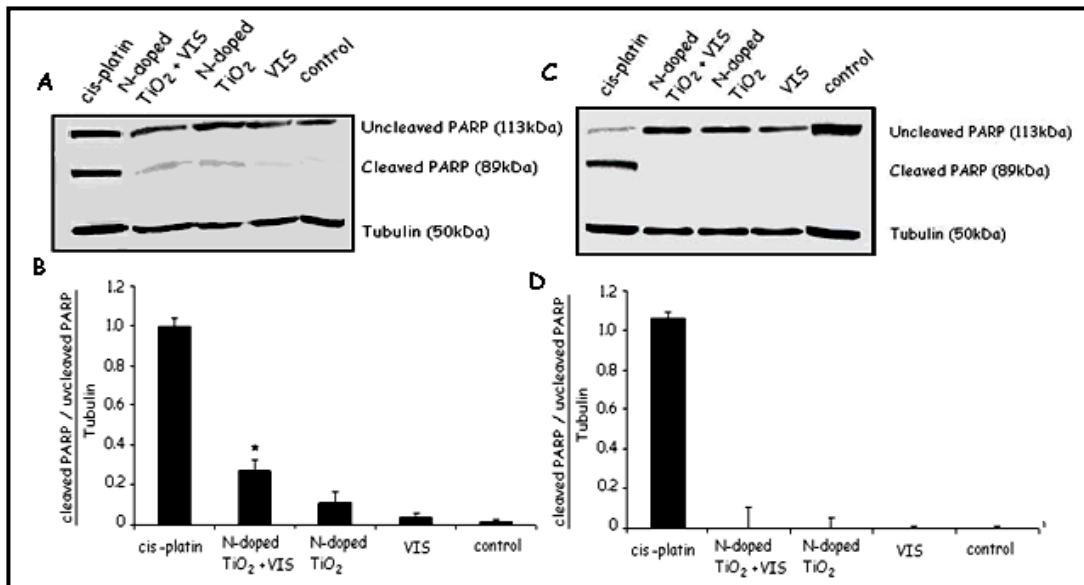 A
cis-platin
N-doped
TiO2 + VIS
N-doped
TiO2
VIS
control
Uncleaved PARP (113kDa)
Cleaved PARP (89kDa)
Tubulin (50kDa)
C
cis-platin
N-doped
TiO2 + VIS
N-doped
TiO2
VIS
control
Uncleaved PARP (113kDa)
Cleaved PARP (89kDa)
Tubulin (50kDa)
B
cleaved PARP / uvcleaved PARP
Tubulin
1.2
1.0
0.8
0.6
0.4
0.2
0
*
cis-platin
N-doped
TiO2+VIS
N-doped
TiO2
VIS
control
D
cleaved PARP / uvcleaved PARP
Tubulin
1.2
1.0
0.8
0.6
0.4
0.2
0
cis-platin
N-doped
TiO2+VIS
N-doped
TiO2
VIS
control